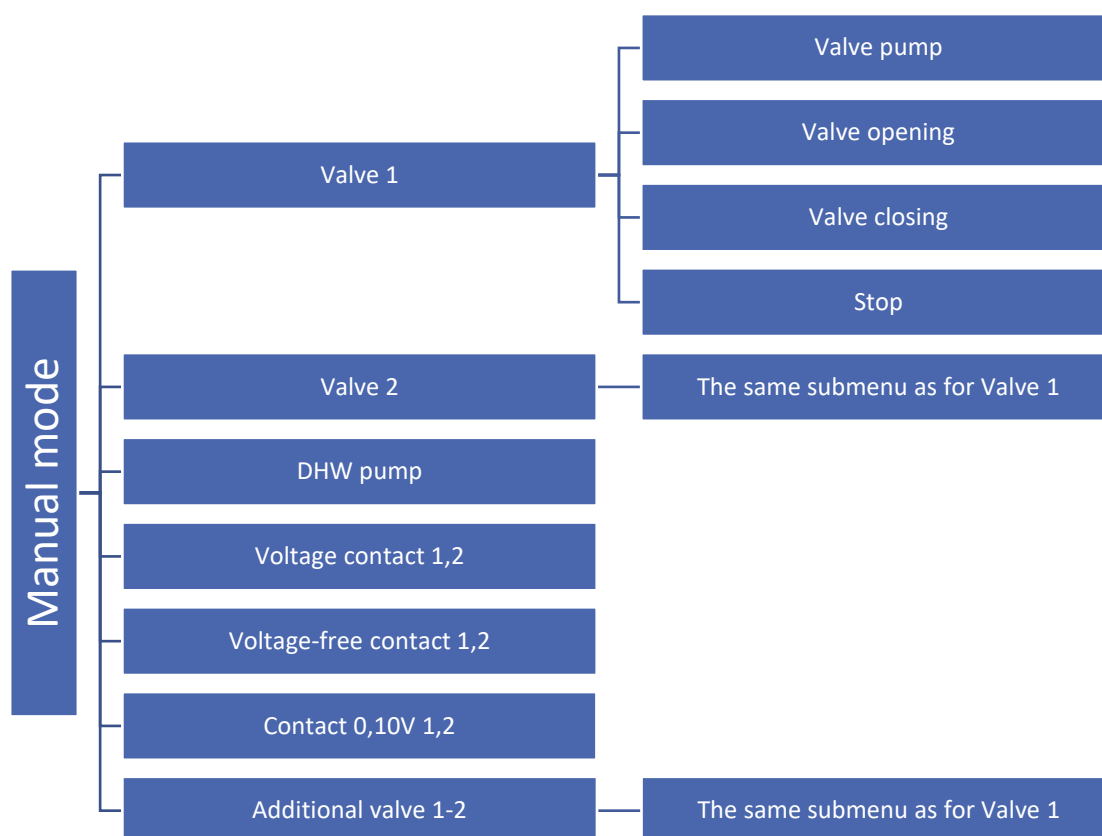 Manual mode
Valve 1
Valve pump
Valve opening
Valve closing
Stop
Valve 2
The same submenu as for Valve 1
DHW pump
Voltage contact 1,2
Voltage-free contact 1,2
Contact 0,10V 1,2
Additional valve 1-2
The same submenu as for Valve 1